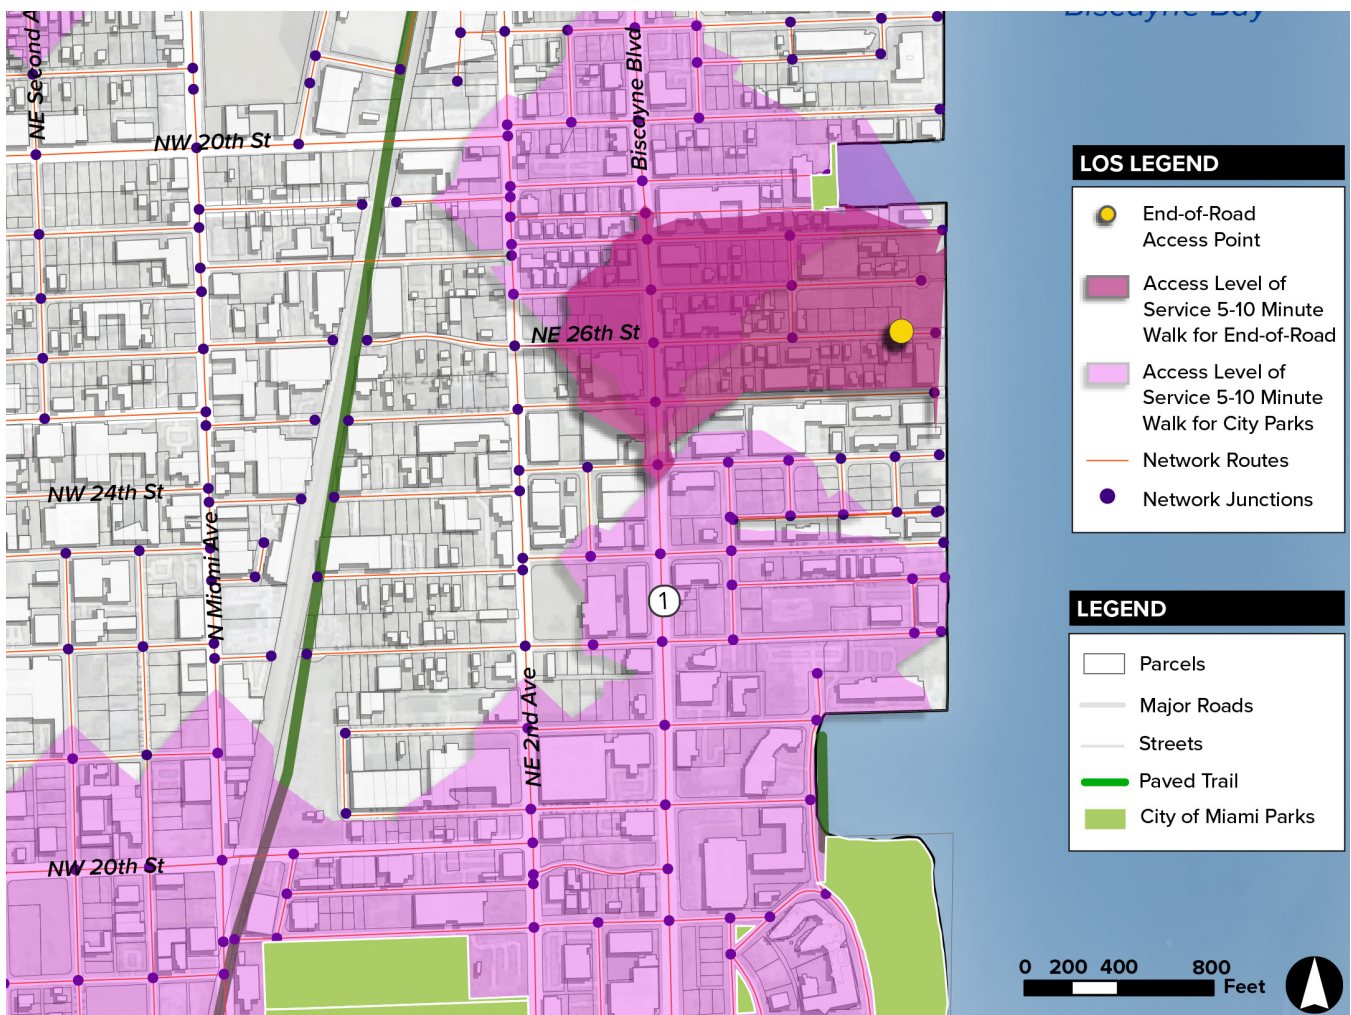 Biscayne Bay
NE Second A
Biscayne Blvd
NW 20th St
NE 26th St
NW 24th St
N Miami Ave
1
NE 2nd Ave
NW 20th St
LOS LEGEND
End-of-Road
Access Point
Access Level of
Service 5-10 Minute
Walk for End-of-Road
Access Level of
Service 5-10 Minute
Walk for City Parks
Network Routes
Network Junctions
LEGEND
Parcels
Major Roads
Streets
Paved Trail
City of Miami Parks
0 200 400 800
Feet